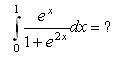 ∫₀¹ eˣ/(1+e²ˣ) dx = ?